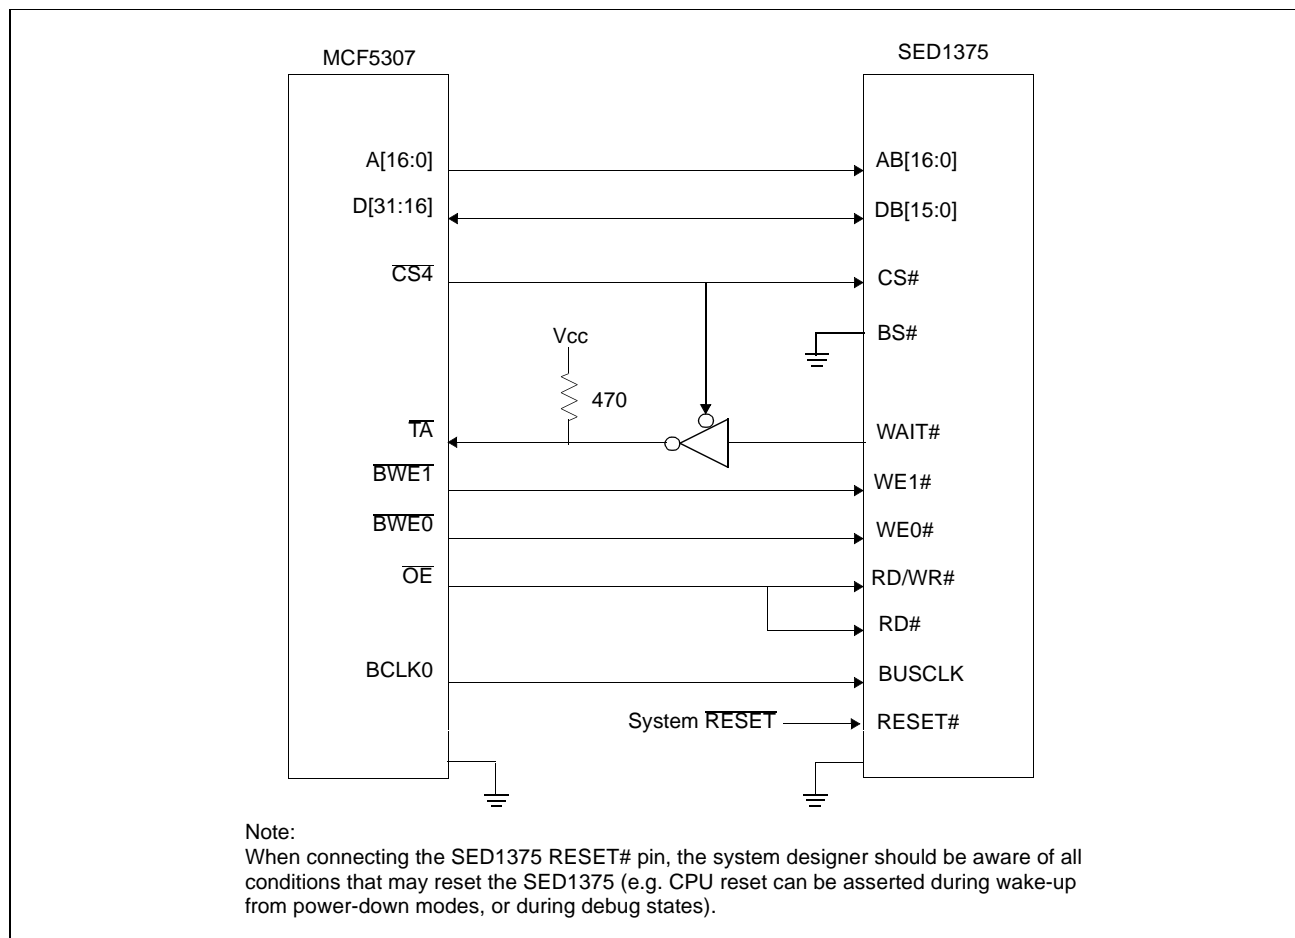 MCF5307 SED1375
A[16:0] AB[16:0]
D[31:16] DB[15:0]
CS4 CS#
BS#
Vcc
470
TA WAIT#
BWE1 WE1#
BWE0 WE0#
OE RD/WR#
RD#
BCLK0 BUSCLK
System RESET RESET#
Note:
When connecting the SED1375 RESET# pin, the system designer should be aware of all
conditions that may reset the SED1375 (e.g. CPU reset can be asserted during wake-up
from power-down modes, or during debug states).